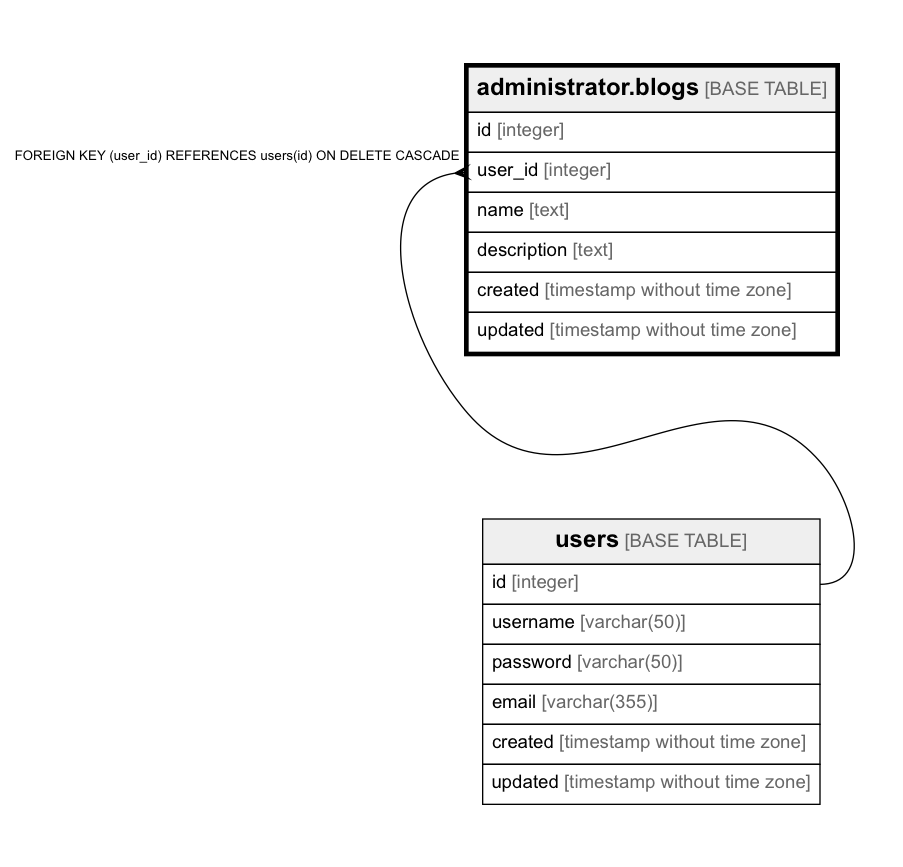 administrator.blogs [BASE TABLE]
id [integer]
FOREIGN KEY (user_id) REFERENCES users(id) ON DELETE CASCADE
user_id [integer]
name [text]
description [text]
created [timestamp without time zone]
updated [timestamp without time zone]
users [BASE TABLE]
id [integer]
username [varchar(50)]
password [varchar(50)]
email [varchar(355)]
created [timestamp without time zone]
updated [timestamp without time zone]